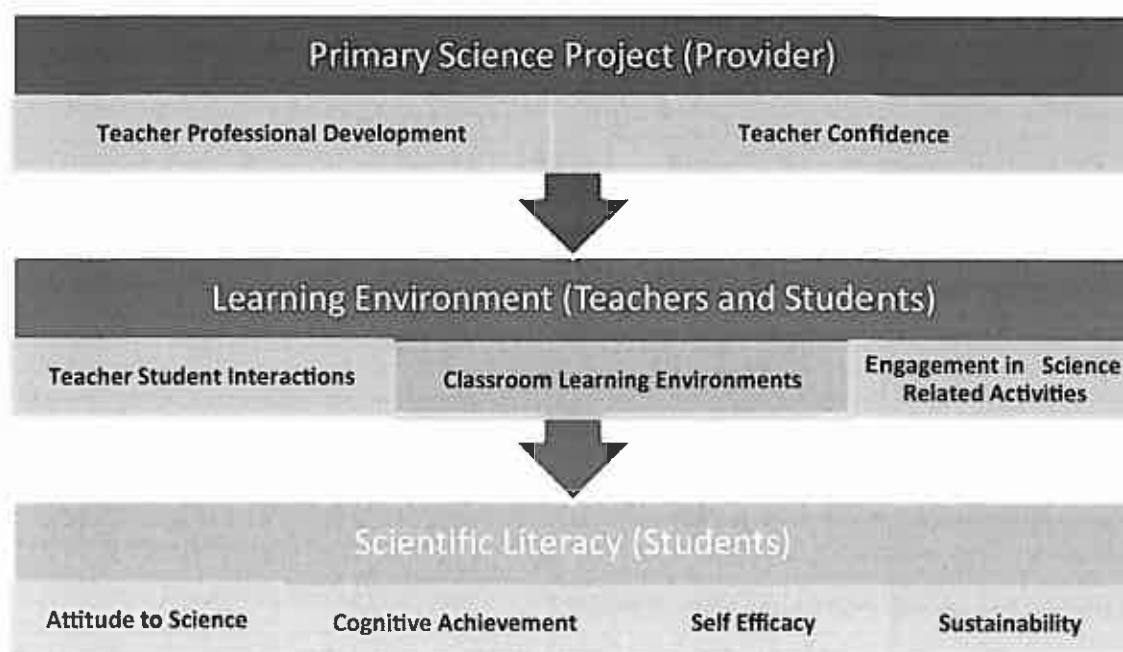 Primary Science Project (Provider)
Teacher Professional Development
Teacher Confidence
Learning Environment (Teachers and Students)
Teacher Student Interactions
Classroom Learning Environments
Engagement in Science
Related Activities
Scientific Literacy (Students)
Attitude to Science
Cognitive Achievement
Self Efficacy
Sustainability